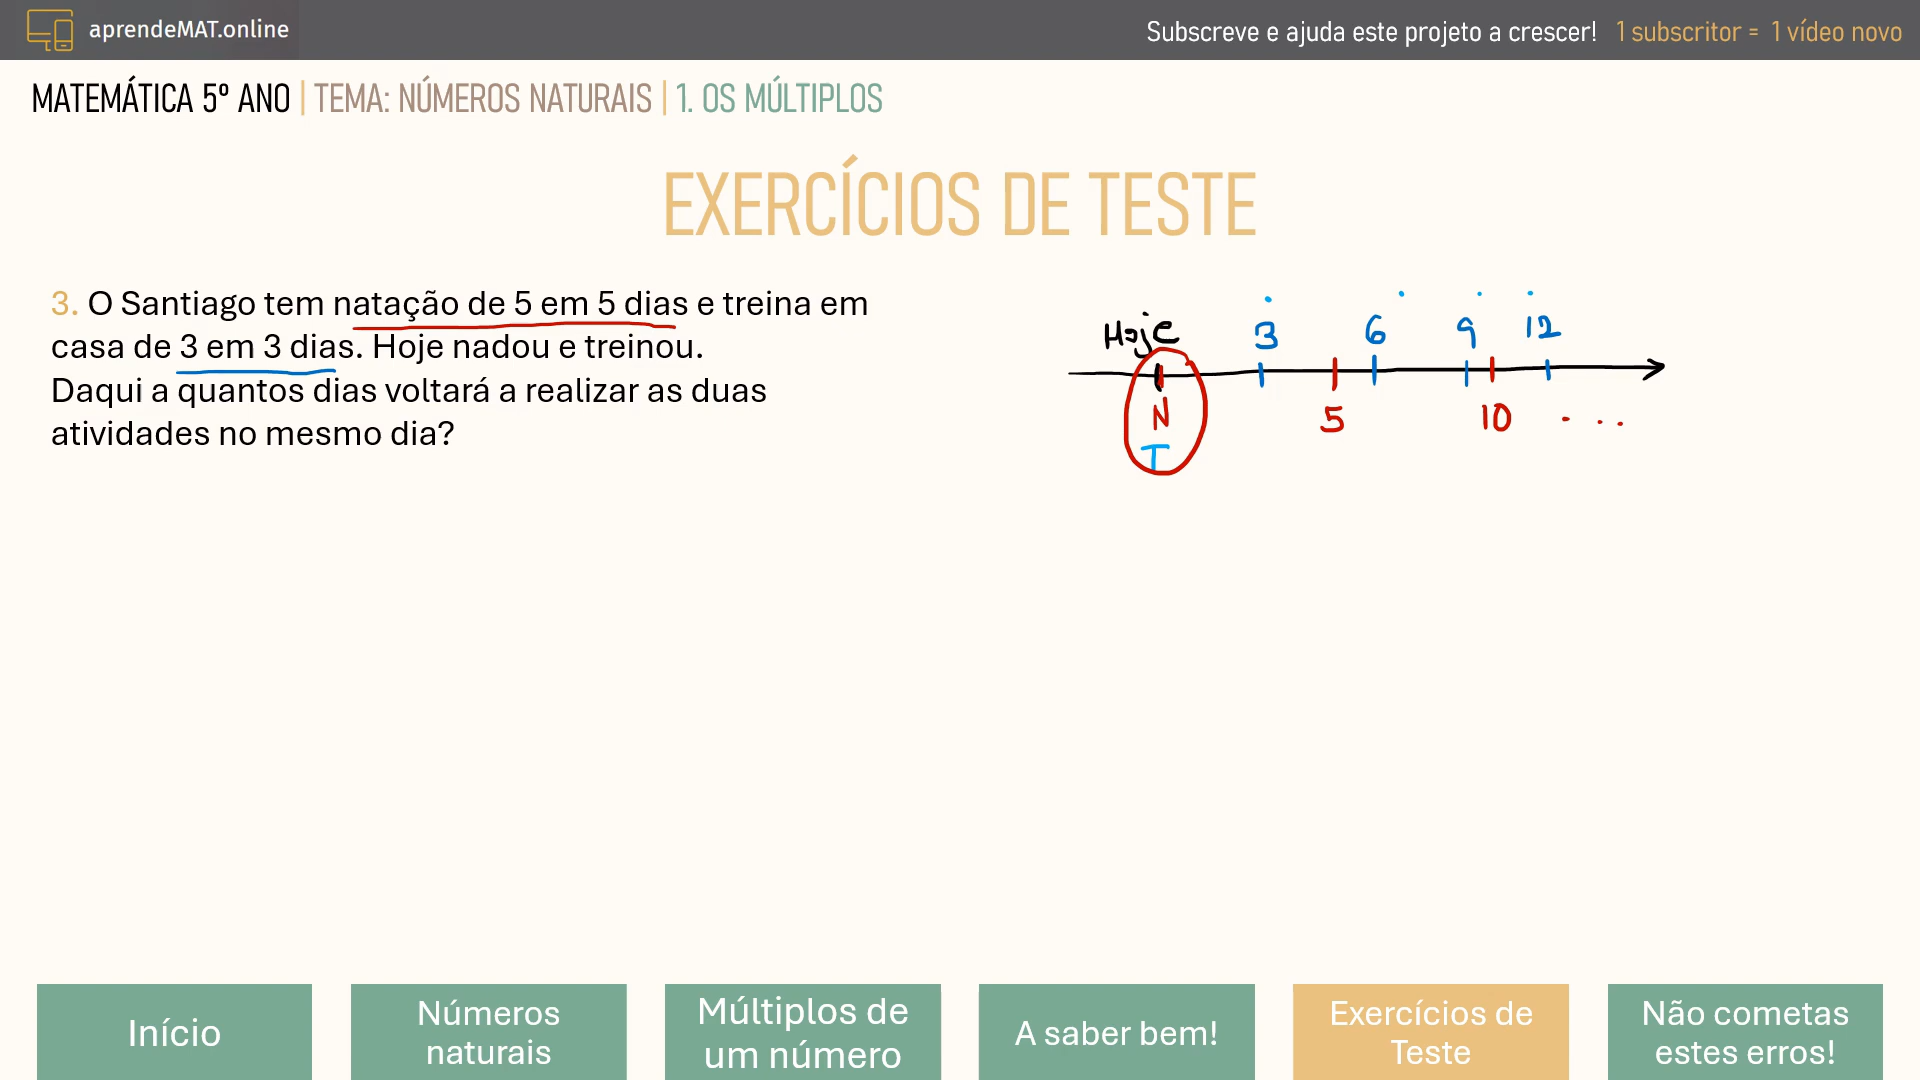 aprendeMAT.online
Subscreve e ajuda este projeto a crescer! 1 subscritor = 1 vídeo novo
MATEMÁTICA 5º ANO | TEMA: NÚMEROS NATURAIS | 1. OS MÚLTIPLOS
EXERCÍCIOS DE TESTE
3. O Santiago tem natação de 5 em 5 dias e treina em
casa de 3 em 3 dias. Hoje nadou e treinou.
Daqui a quantos dias voltará a realizar as duas
atividades no mesmo dia?
Hoje 3 6 9 12
N 5 10 . . .
T
Início
Números
naturais
Múltiplos de
um número
A saber bem!
Exercícios de
Teste
Não cometas
estes erros!